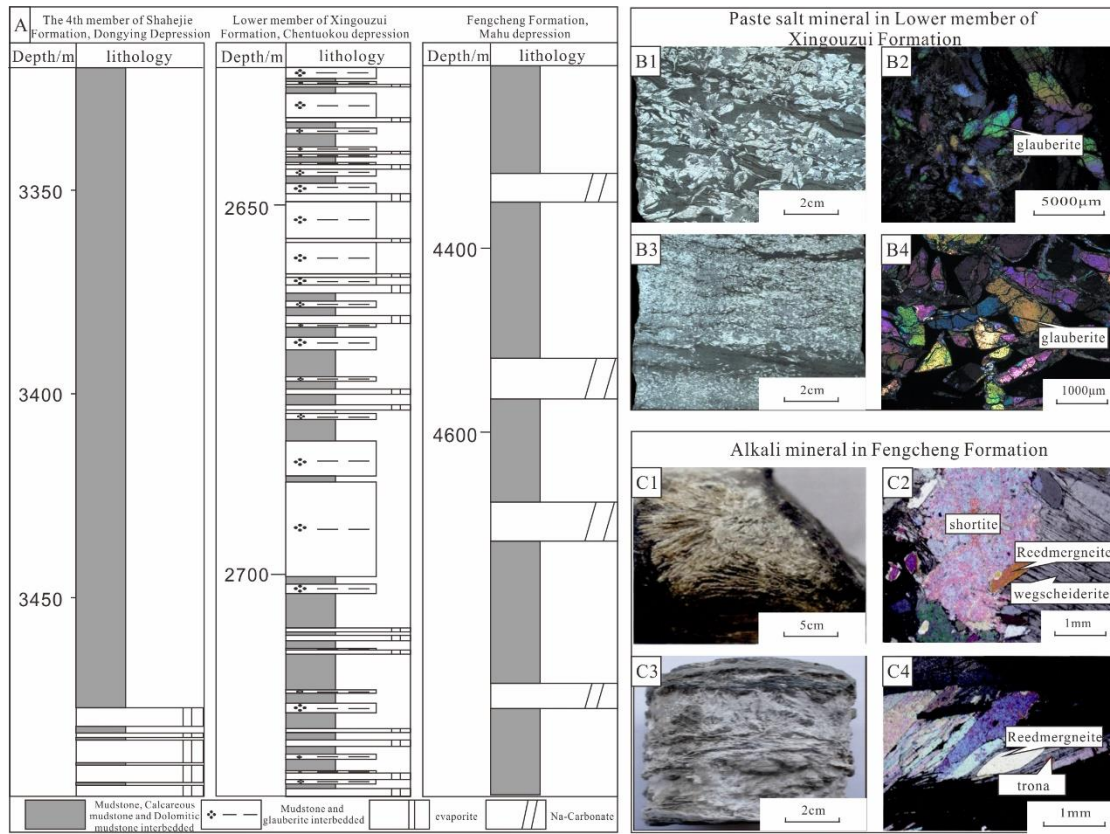 A
The 4th member of Shahejie
Formation, Dongying Depression
Depth/m
lithology
3350
3400
3450
Lower member of Xingouzui
Formation, Chentuokou depression
Depth/m
lithology
2650
2700
Fengcheng Formation,
Mahu depression
Depth/m
lithology
4400
4600
Mudstone, Calcareous
mudstone and Dolomitic
mudstone interbedded
Mudstone and
glauberite interbedded
evaporite
Na-Carbonate
Paste salt mineral in Lower member of
Xingouzui Formation
B1
2cm
B2
glauberite
5000μm
B3
2cm
B4
glauberite
1000μm
Alkali mineral in Fengcheng Formation
C1
5cm
C2
shortite
Reedmergneite
wegscheiderite
1mm
C3
2cm
C4
Reedmergneite
trona
1mm